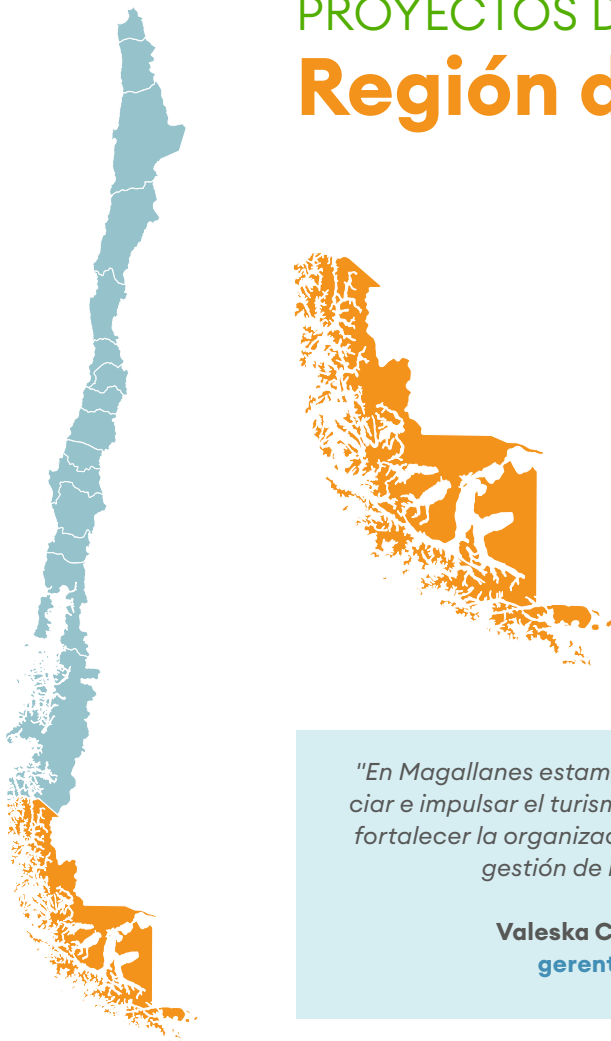 PROYECTOS D
Región d
"En Magallanes estam
ciar e impulsar el turism
fortalecer la organizac
gestión de
Valeska C
gerent